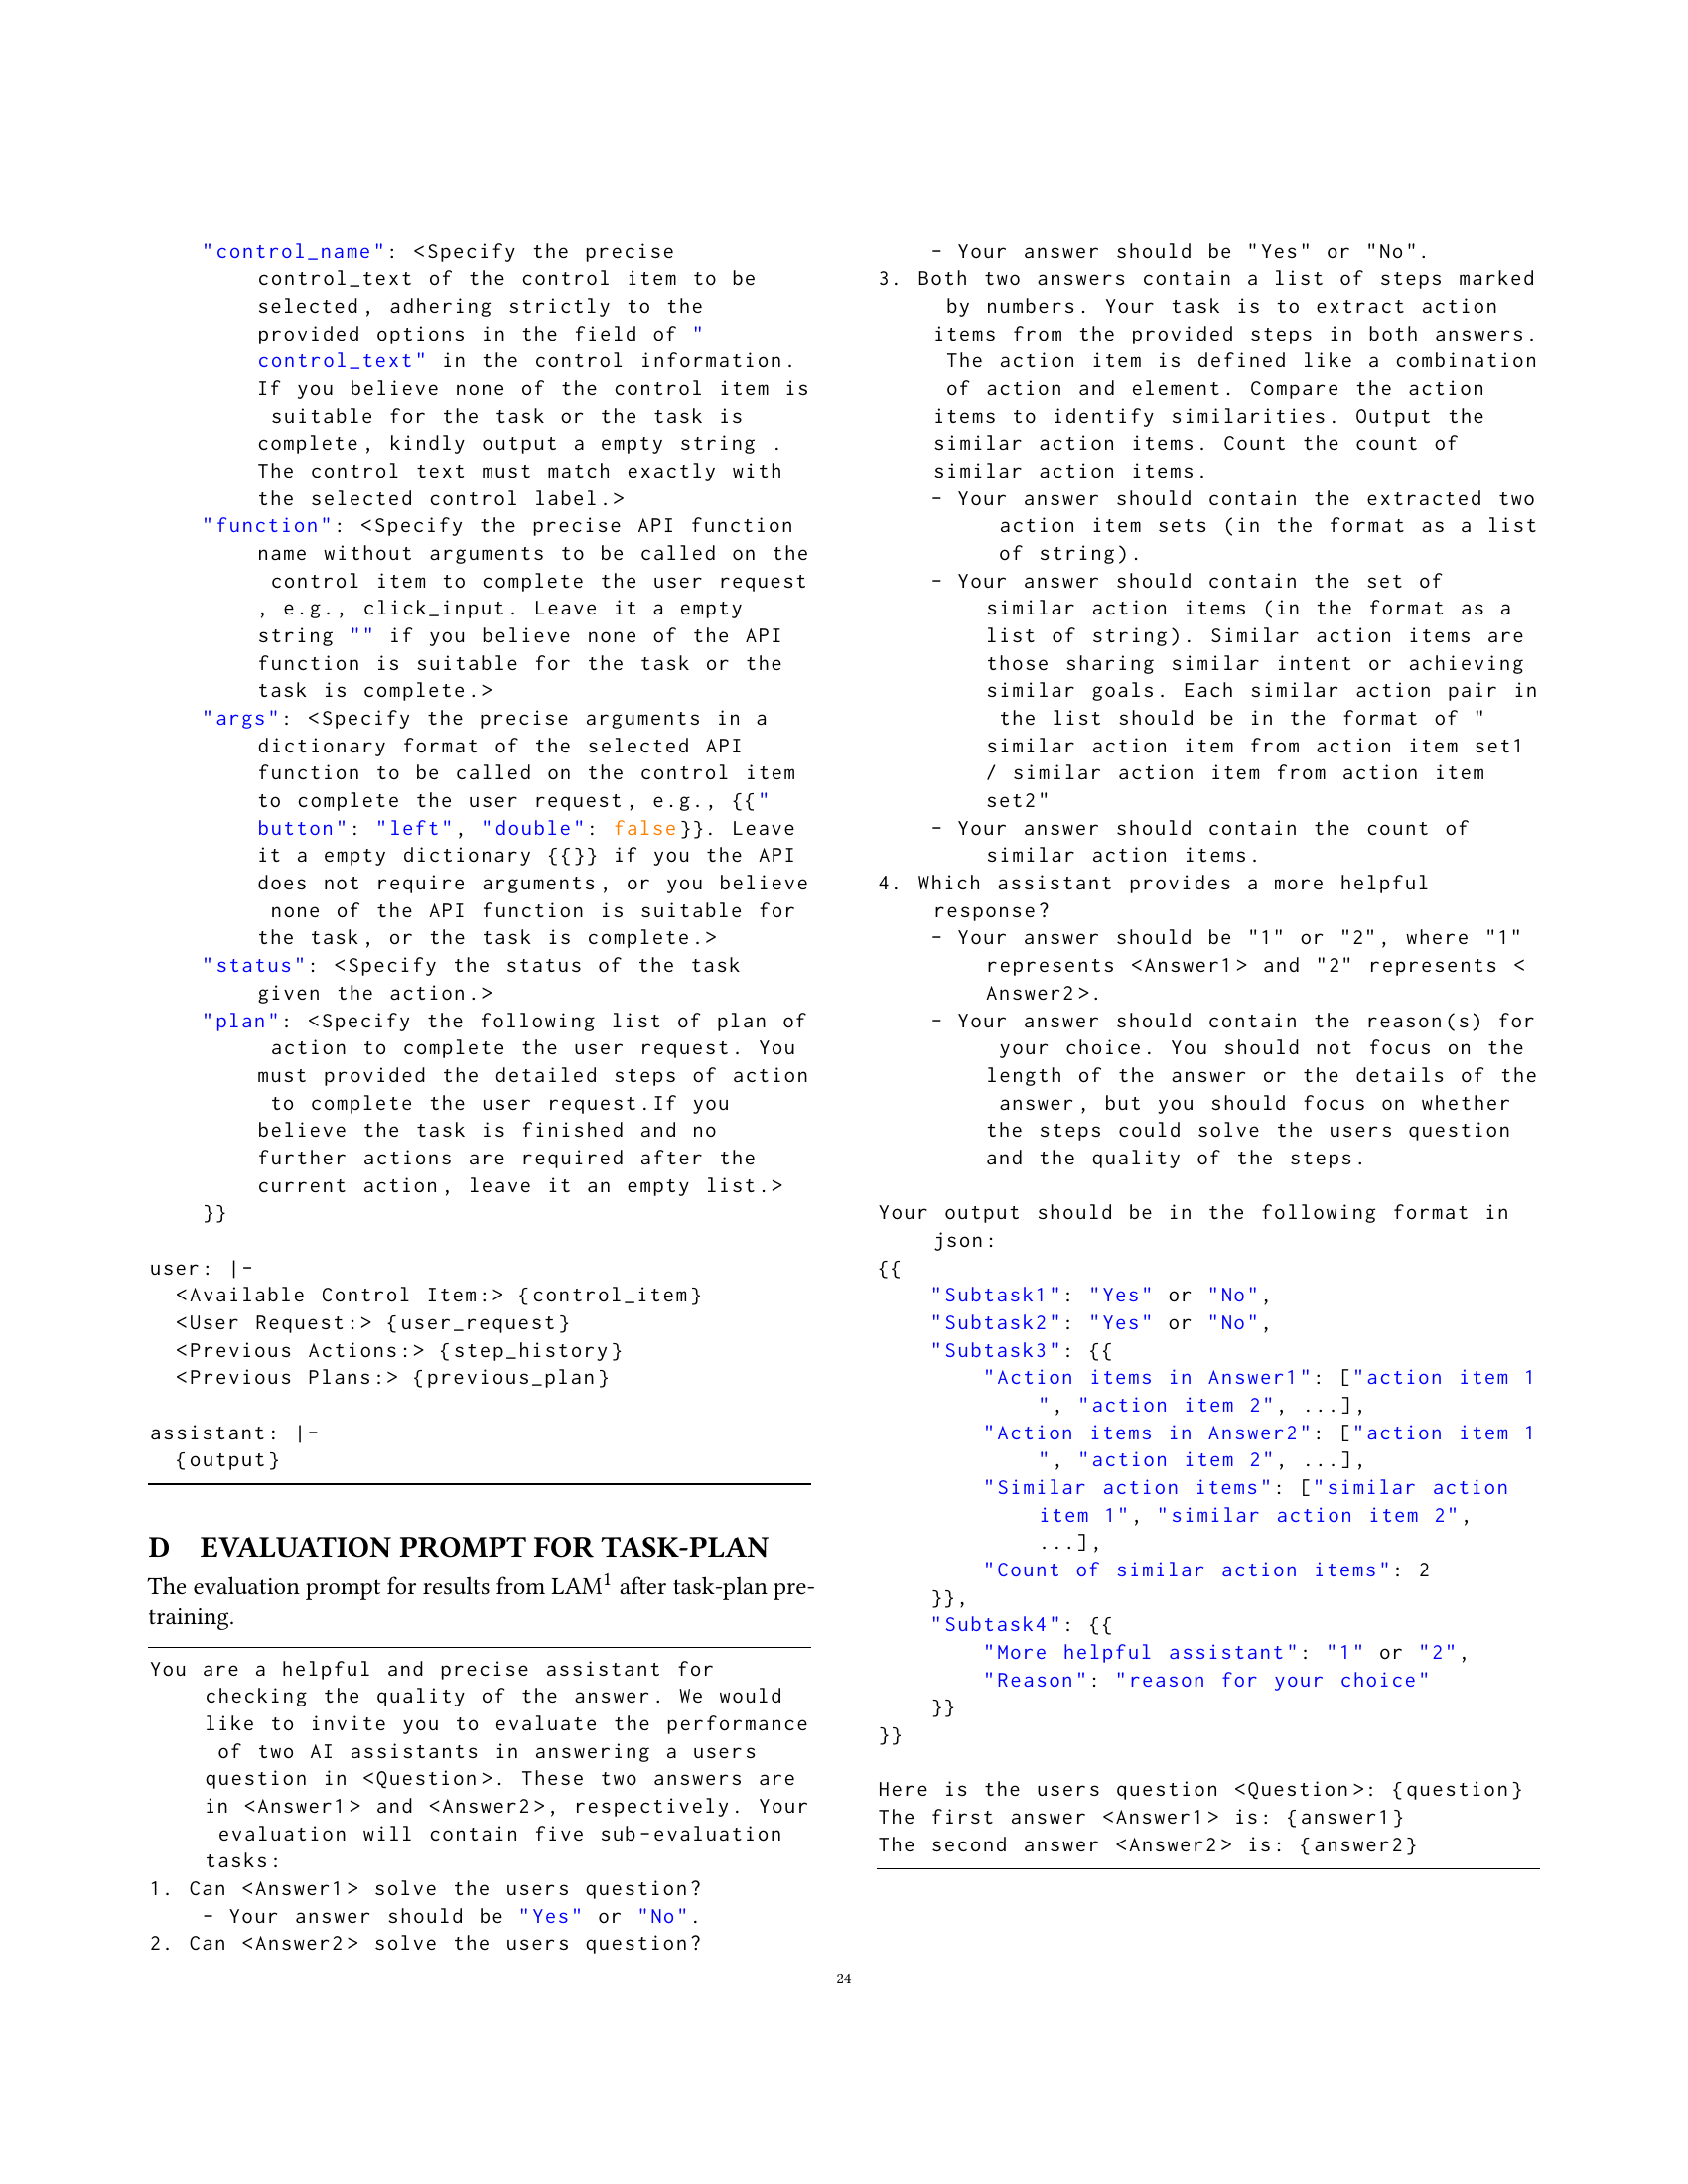 "control_name": <Specify the precise
control_text of the control item to be
selected, adhering strictly to the
provided options in the field of "
control_text" in the control information.
If you believe none of the control item is
suitable for the task or the task is
complete, kindly output a empty string .
The control text must match exactly with
the selected control label.>
"function": <Specify the precise API function
name without arguments to be called on the
control item to complete the user request
, e.g., click_input. Leave it a empty
string "" if you believe none of the API
function is suitable for the task or the
task is complete.>
"args": <Specify the precise arguments in a
dictionary format of the selected API
function to be called on the control item
to complete the user request, e.g., {{"
button": "left", "double": false}}. Leave
it a empty dictionary {{}} if you the API
does not require arguments, or you believe
none of the API function is suitable for
the task, or the task is complete.>
"status": <Specify the status of the task
given the action.>
"plan": <Specify the following list of plan of
action to complete the user request. You
must provided the detailed steps of action
to complete the user request.If you
believe the task is finished and no
further actions are required after the
current action, leave it an empty list.>
}}
user: |-
<Available Control Item:> {control_item}
<User Request:> {user_request}
<Previous Actions:> {step_history}
<Previous Plans:> {previous_plan}
assistant: |-
{output}
D EVALUATION PROMPT FOR TASK-PLAN
The evaluation prompt for results from LAM¹ after task-plan pre-
training.
You are a helpful and precise assistant for
checking the quality of the answer. We would
like to invite you to evaluate the performance
of two AI assistants in answering a users
question in <Question>. These two answers are
in <Answer1> and <Answer2>, respectively. Your
evaluation will contain five sub-evaluation
tasks:
1. Can <Answer1> solve the users question?
- Your answer should be "Yes" or "No".
2. Can <Answer2> solve the users question?
- Your answer should be "Yes" or "No".
3. Both two answers contain a list of steps marked
by numbers. Your task is to extract action
items from the provided steps in both answers.
The action item is defined like a combination
of action and element. Compare the action
items to identify similarities. Output the
similar action items. Count the count of
similar action items.
- Your answer should contain the extracted two
action item sets (in the format as a list
of string).
- Your answer should contain the set of
similar action items (in the format as a
list of string). Similar action items are
those sharing similar intent or achieving
similar goals. Each similar action pair in
the list should be in the format of "
similar action item from action item set1
/ similar action item from action item
set2"
- Your answer should contain the count of
similar action items.
4. Which assistant provides a more helpful
response?
- Your answer should be "1" or "2", where "1"
represents <Answer1> and "2" represents <
Answer2>.
- Your answer should contain the reason(s) for
your choice. You should not focus on the
length of the answer or the details of the
answer, but you should focus on whether
the steps could solve the users question
and the quality of the steps.
Your output should be in the following format in
json:
{{
"Subtask1": "Yes" or "No",
"Subtask2": "Yes" or "No",
"Subtask3": {{
"Action items in Answer1": ["action item 1
", "action item 2", ...],
"Action items in Answer2": ["action item 1
", "action item 2", ...],
"Similar action items": ["similar action
item 1", "similar action item 2",
...],
"Count of similar action items": 2
}},
"Subtask4": {{
"More helpful assistant": "1" or "2",
"Reason": "reason for your choice"
}}
}}
Here is the users question <Question>: {question}
The first answer <Answer1> is: {answer1}
The second answer <Answer2> is: {answer2}
24